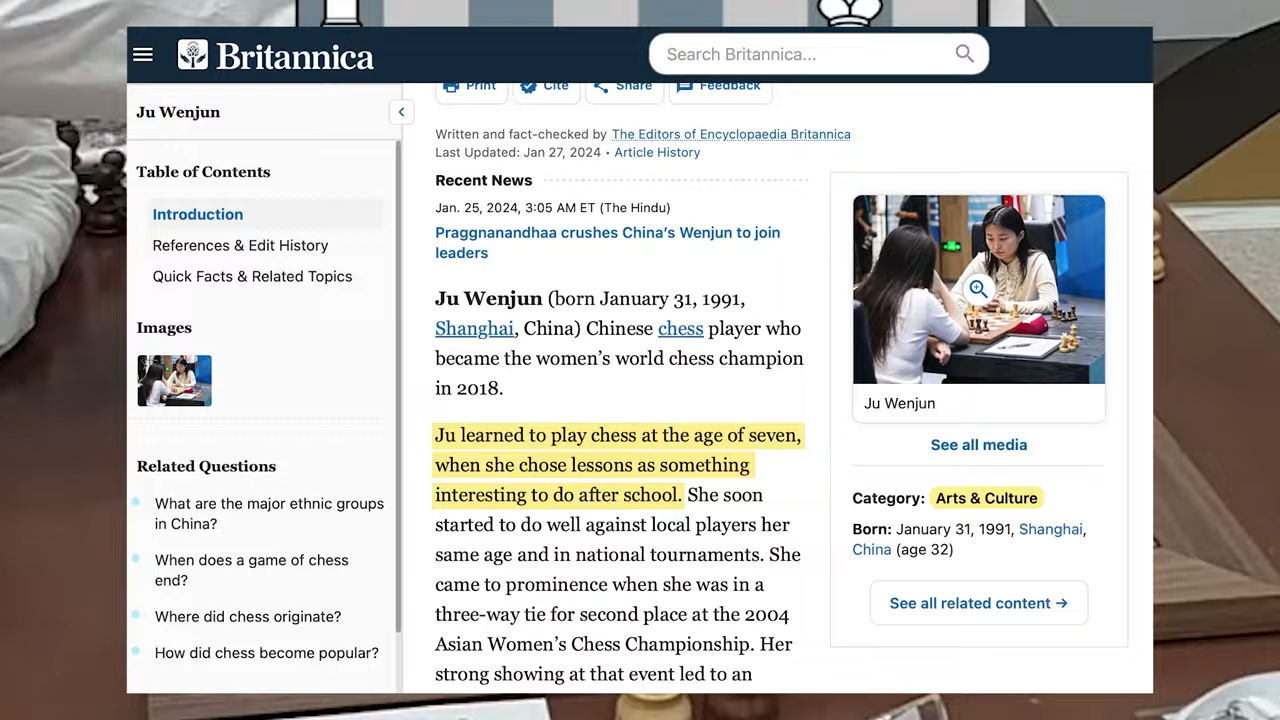 Britannica
Search Britannica...
Ju Wenjun
Table of Contents
Introduction
References & Edit History
Quick Facts & Related Topics
Images
Related Questions
What are the major ethnic groups
in China?
When does a game of chess
end?
Where did chess originate?
How did chess become popular?
Print
Cite
Share
Feedback
Written and fact-checked by The Editors of Encyclopaedia Britannica
Last Updated: Jan 27, 2024 • Article History
Recent News
Jan. 25, 2024, 3:05 AM ET (The Hindu)
Praggnanandhaa crushes China’s Wenjun to join
leaders
Ju Wenjun (born January 31, 1991,
Shanghai, China) Chinese chess player who
became the women’s world chess champion
in 2018.
Ju learned to play chess at the age of seven,
when she chose lessons as something
interesting to do after school. She soon
started to do well against local players her
same age and in national tournaments. She
came to prominence when she was in a
three-way tie for second place at the 2004
Asian Women’s Chess Championship. Her
strong showing at that event led to an
Ju Wenjun
See all media
Category: Arts & Culture
Born: January 31, 1991, Shanghai,
China (age 32)
See all related content →